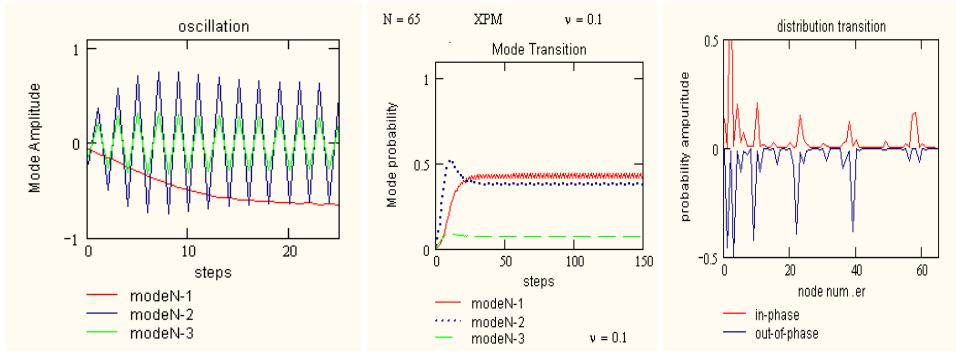 oscillation
Mode Amplitude
1
0
−1
0
10
20
steps
modeN-1
modeN-2
modeN-3
N = 65 XPM ν = 0.1
Mode Transition
Mode probability
1
0.5
0
0
50
100
150
steps
modeN-1
modeN-2
modeN-3
ν = 0.1
distribution transition
probability ampuritude
0.5
0
−0.5
0
20
40
60
node num .er
in-phase
out-of-phase